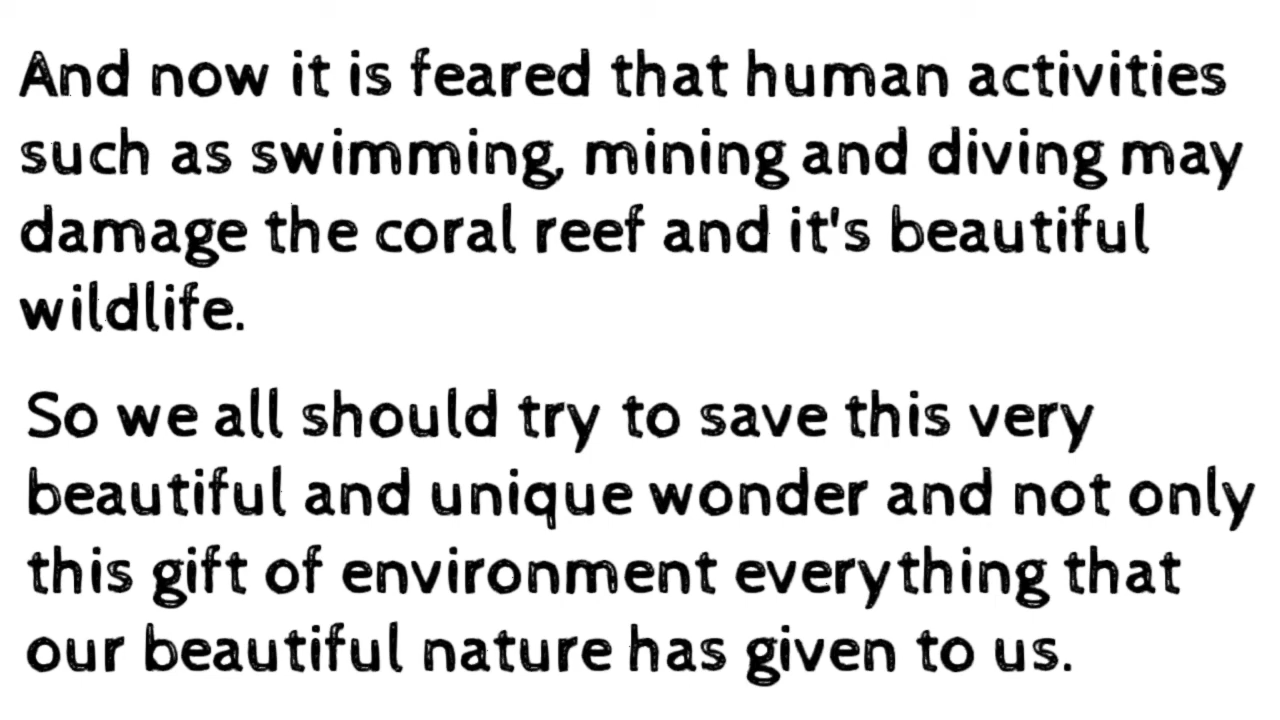 And now it is feared that human activities
such as swimming, mining and diving may
damage the coral reef and it's beautiful
wildlife.
So we all should try to save this very
beautiful and unique wonder and not only
this gift of environment everything that
our beautiful nature has given to us.